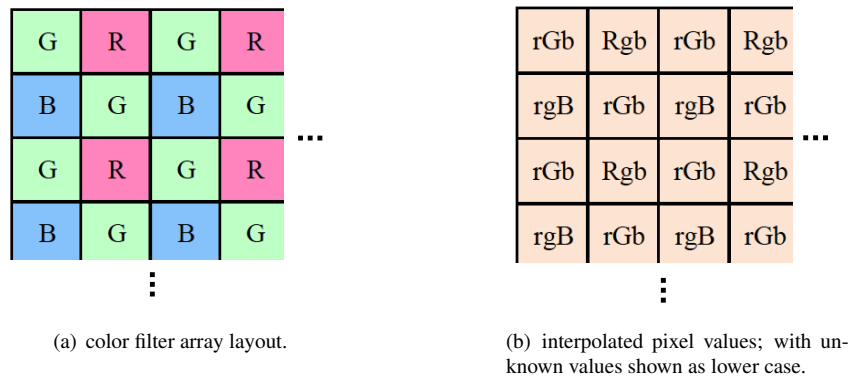 G R G R
B G B G
G R G R
B G B G
...
⋮
rGb Rgb rGb Rgb
rgB rGb rgB rGb
rGb Rgb rGb Rgb
rgB rGb rgB rGb
...
⋮
(a) color filter array layout.
(b) interpolated pixel values; with un-
known values shown as lower case.